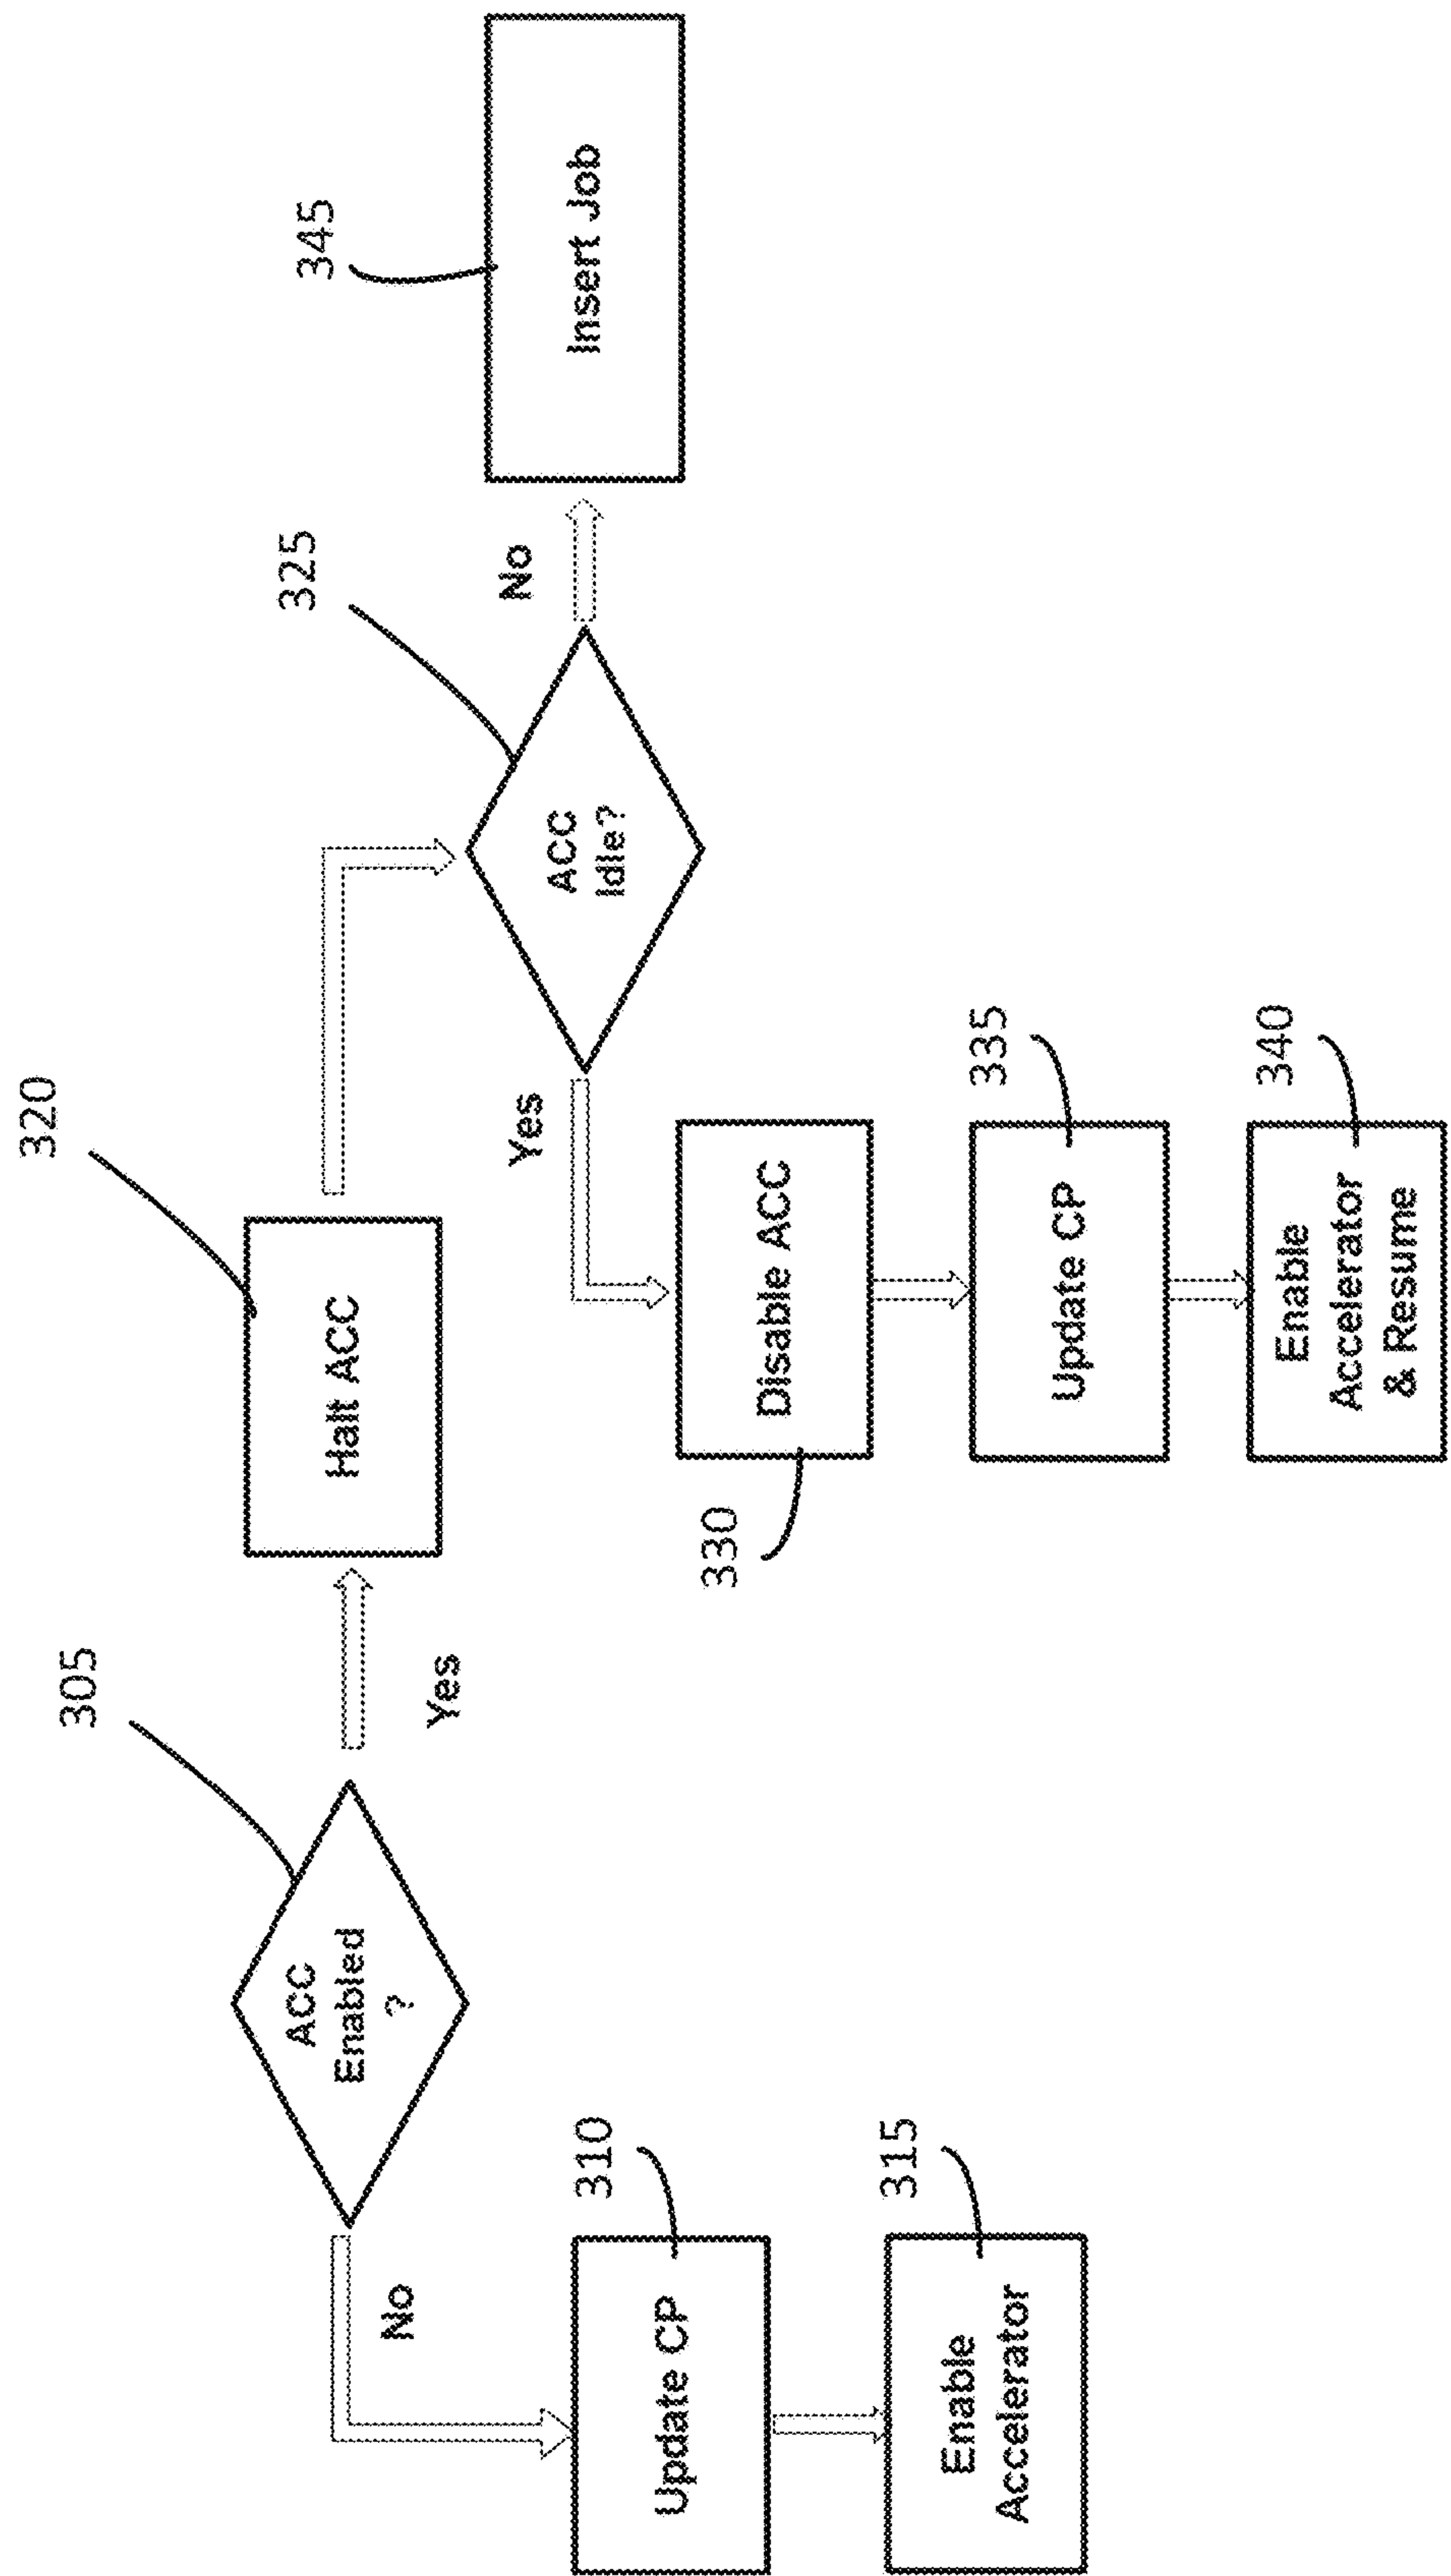 305
ACC
Enabled
?
No
310
Update CP
315
Enable
Accelerator
Yes
320
Halt ACC
325
ACC
Idle?
Yes
330
Disable ACC
335
Update CP
340
Enable
Accelerator
& Resume
No
345
Insert Job